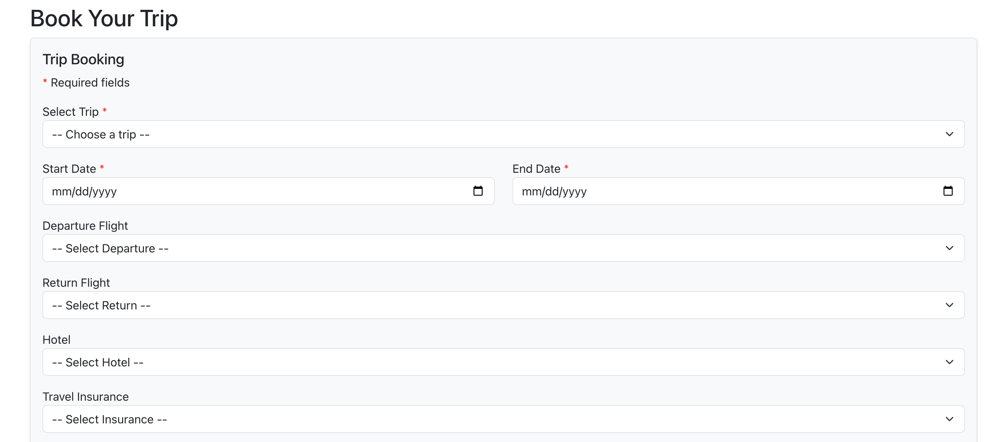 Book Your Trip
Trip Booking
* Required fields
Select Trip *
-- Choose a trip --
Start Date * End Date *
mm/dd/yyyy mm/dd/yyyy
Departure Flight
-- Select Departure --
Return Flight
-- Select Return --
Hotel
-- Select Hotel --
Travel Insurance
-- Select Insurance --